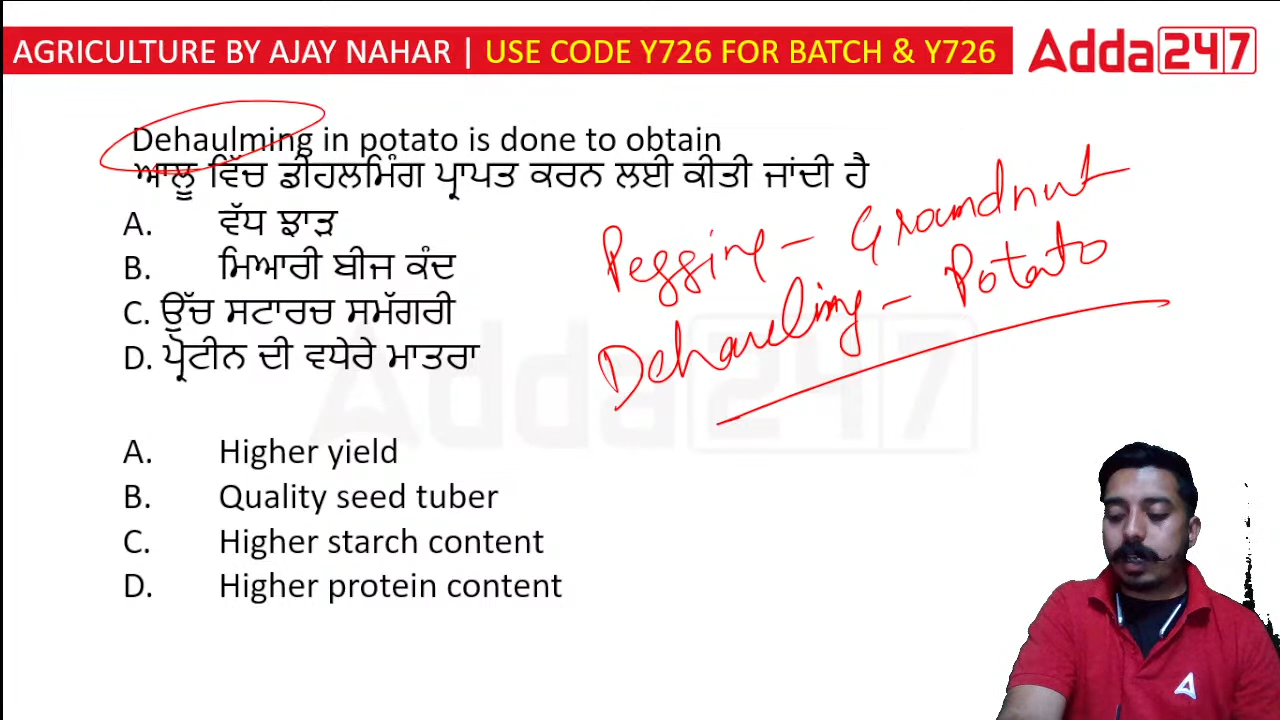 AGRICULTURE BY AJAY NAHAR | USE CODE Y726 FOR BATCH & Y726
Adda247
Dehaulming in potato is done to obtain
ਆਲੂ ਵਿੱਚ ਡੀਹਲਮਿੰਗ ਪ੍ਰਾਪਤ ਕਰਨ ਲਈ ਕੀਤੀ ਜਾਂਦੀ ਹੈ
A. ਵੱਧ ਝਾੜ
B. ਮਿਆਰੀ ਬੀਜ ਕੰਦ
C. ਉੱਚ ਸਟਾਰਚ ਸਮੱਗਰੀ
D. ਪ੍ਰੋਟੀਨ ਦੀ ਵਧੇਰੇ ਮਾਤਰਾ
Pegging - Groundnut
Dehauling - Potato
Adda247
A. Higher yield
B. Quality seed tuber
C. Higher starch content
D. Higher protein content